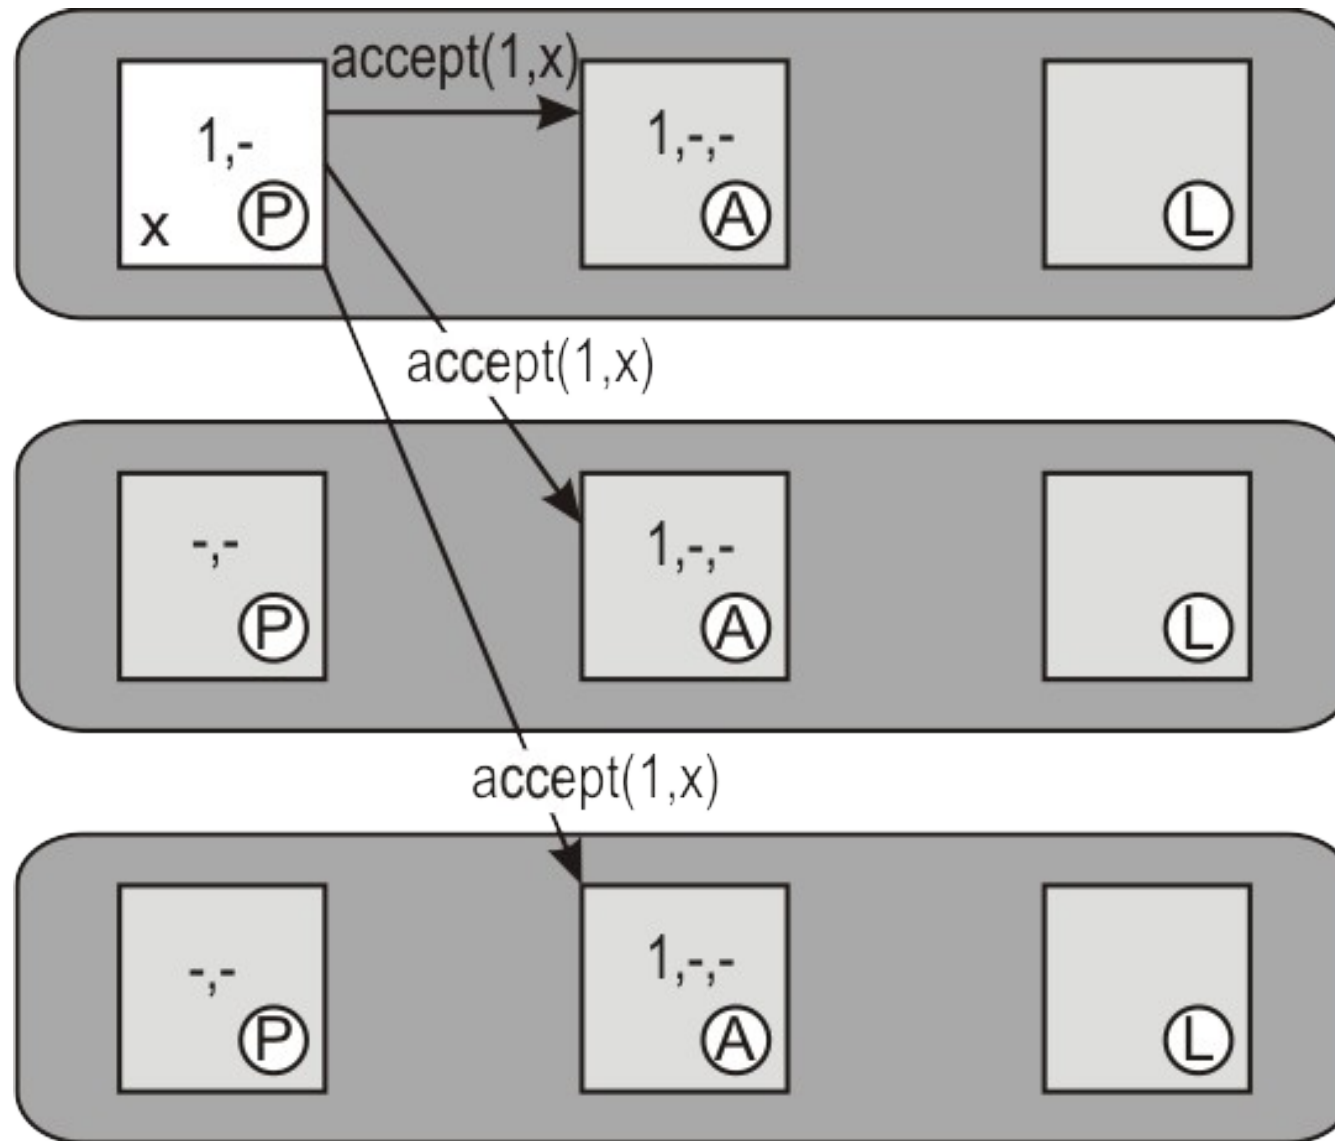 accept(1,x)
1,-
x
P
1,-,-
A
L
accept(1,x)
-,-
P
1,-,-
A
L
accept(1,x)
-,-
P
1,-,-
A
L